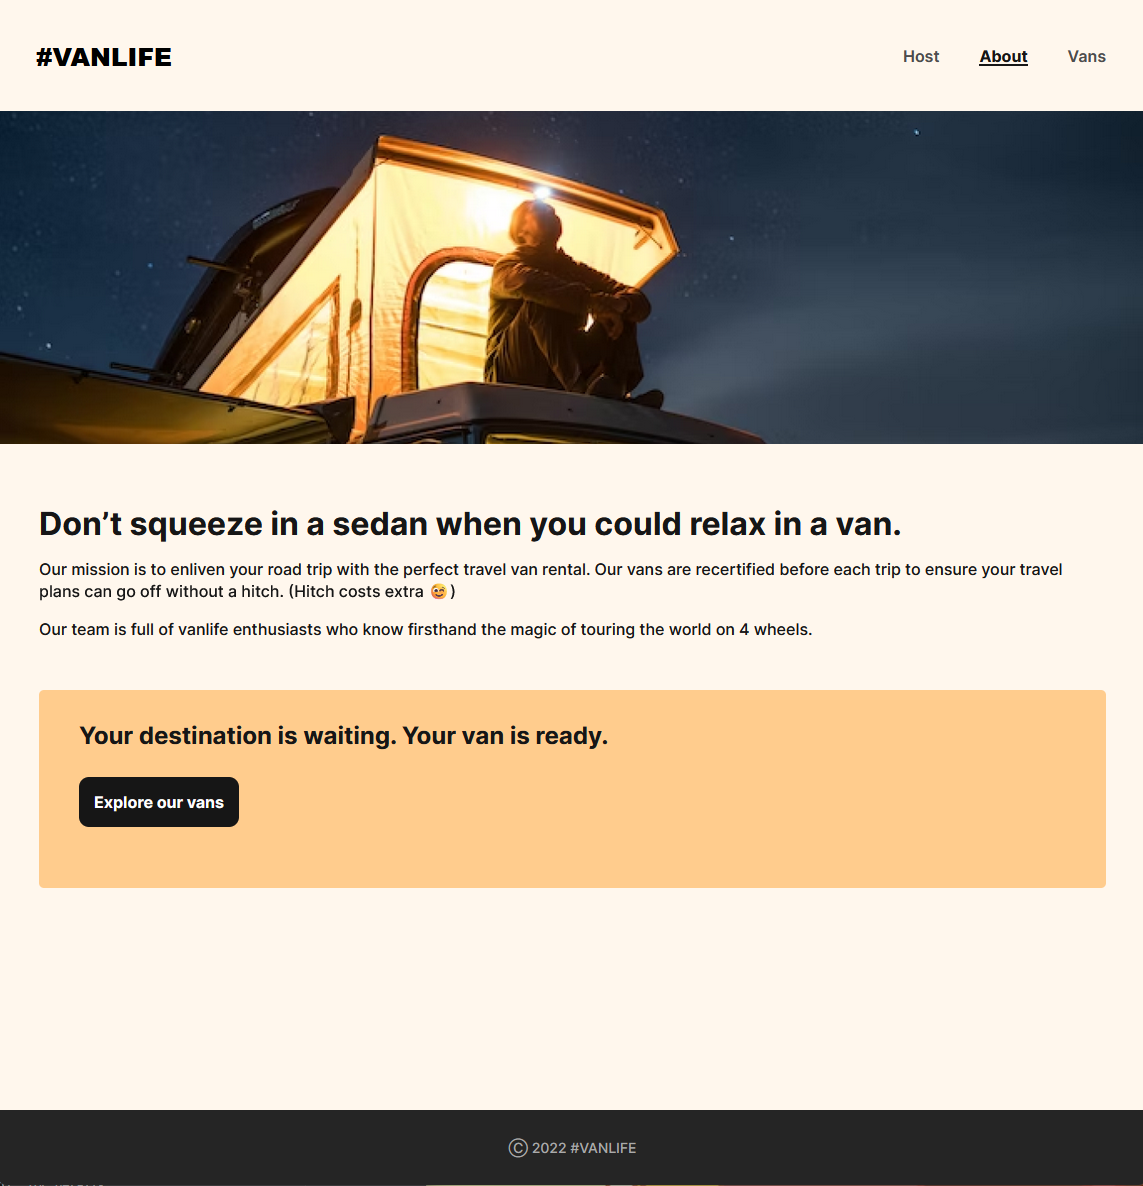 #VANLIFE
Host About Vans
Don’t squeeze in a sedan when you could relax in a van.
Our mission is to enliven your road trip with the perfect travel van rental. Our vans are recertified before each trip to ensure your travel
plans can go off without a hitch. (Hitch costs extra 😉)
Our team is full of vanlife enthusiasts who know firsthand the magic of touring the world on 4 wheels.
Your destination is waiting. Your van is ready.
Explore our vans
Ⓒ 2022 #VANLIFE